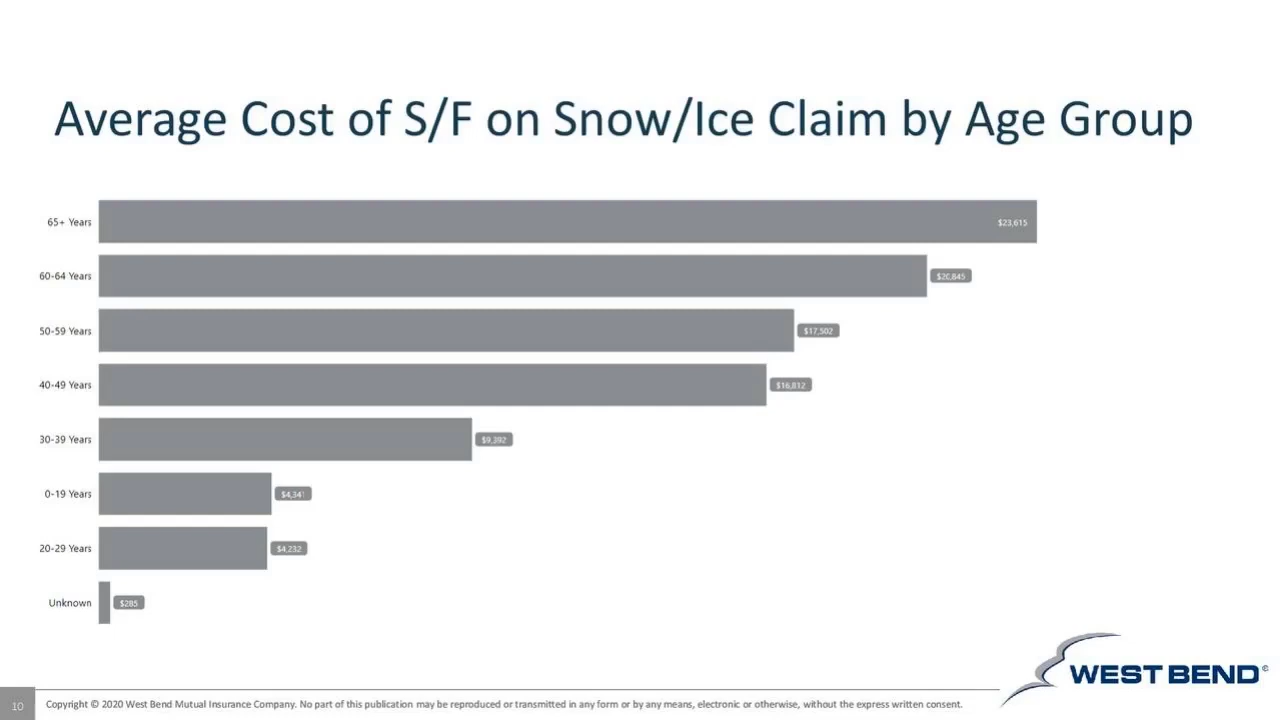 Average Cost of S/F on Snow/Ice Claim by Age Group
65+ Years $23,615
60-64 Years $20,845
50-59 Years $17,502
40-49 Years $16,812
30-39 Years $9,392
0-19 Years $4,341
20-29 Years $4,232
Unknown $285
WEST BEND®
10 Copyright © 2020 West Bend Mutual Insurance Company. No part of this publication may be reproduced or transmitted in any form or by any means, electronic or otherwise, without the express written consent.